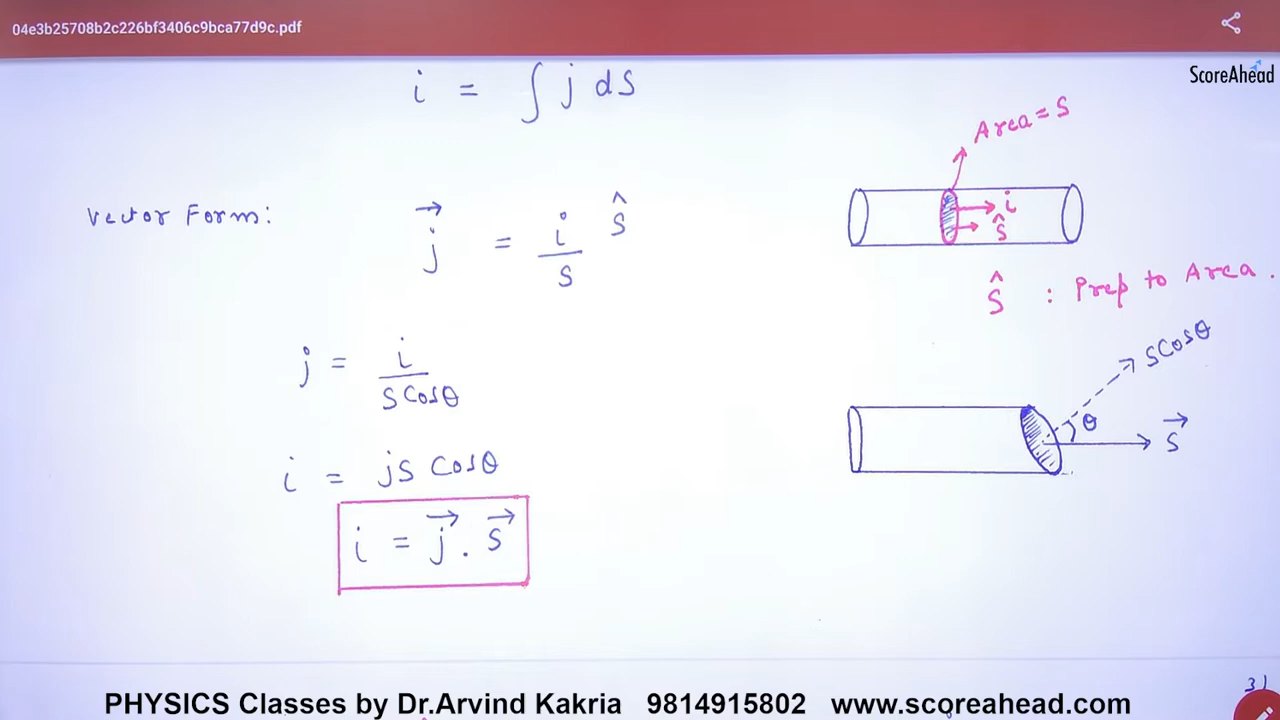 04e3b25708b2c226bf3406c9bca77d9c.pdf
ScoreAhead
i = ∫ j ds
Area = S
Vector Form:
j⃗ = i/s ŝ
i
ŝ
ŝ : Prep to Area.
j = i/(s Cosθ)
s Cosθ
θ
s⃗
i = js Cosθ
i = j⃗ . s⃗
31
PHYSICS Classes by Dr.Arvind Kakria 9814915802 www.scoreahead.com